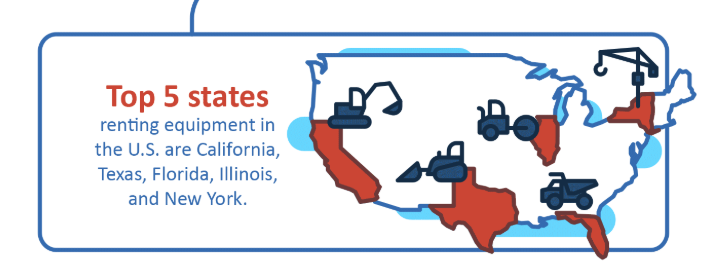 Top 5 states
renting equipment in
the U.S. are California,
Texas, Florida, Illinois,
and New York.